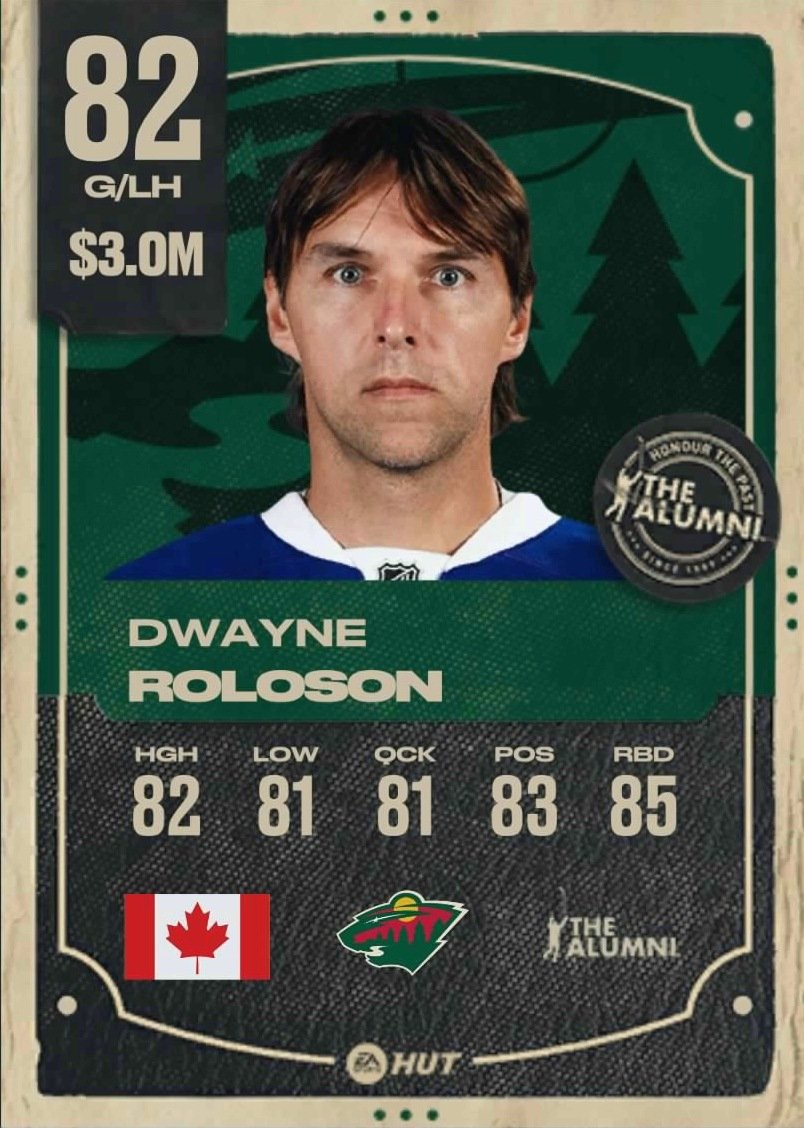 82
G/LH
$3.0M
HONOUR THE PAST
THE
ALUMNI
DWAYNE
ROLOSON
HGH LOW QCK POS RBD
82 81 81 83 85
THE
ALUMNI
EA
HUT